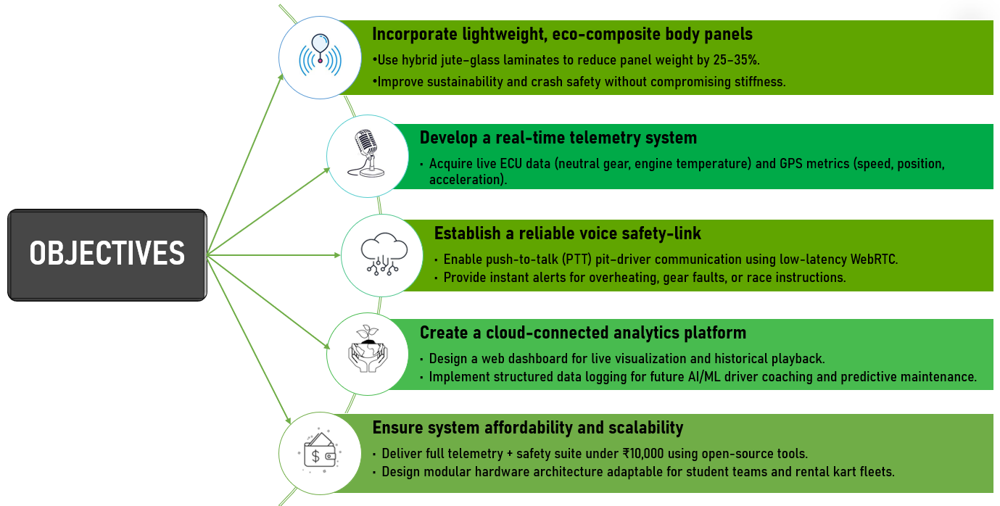 Incorporate lightweight, eco-composite body panels
•Use hybrid jute–glass laminates to reduce panel weight by 25–35%.
•Improve sustainability and crash safety without compromising stiffness.
Develop a real-time telemetry system
• Acquire live ECU data (neutral gear, engine temperature) and GPS metrics (speed, position,
acceleration).
OBJECTIVES
Establish a reliable voice safety-link
• Enable push-to-talk (PTT) pit–driver communication using low-latency WebRTC.
• Provide instant alerts for overheating, gear faults, or race instructions.
Create a cloud-connected analytics platform
• Design a web dashboard for live visualization and historical playback.
• Implement structured data logging for future AI/ML driver coaching and predictive maintenance.
Ensure system affordability and scalability
• Deliver full telemetry + safety suite under ₹10,000 using open-source tools.
• Design modular hardware architecture adaptable for student teams and rental kart fleets.
$